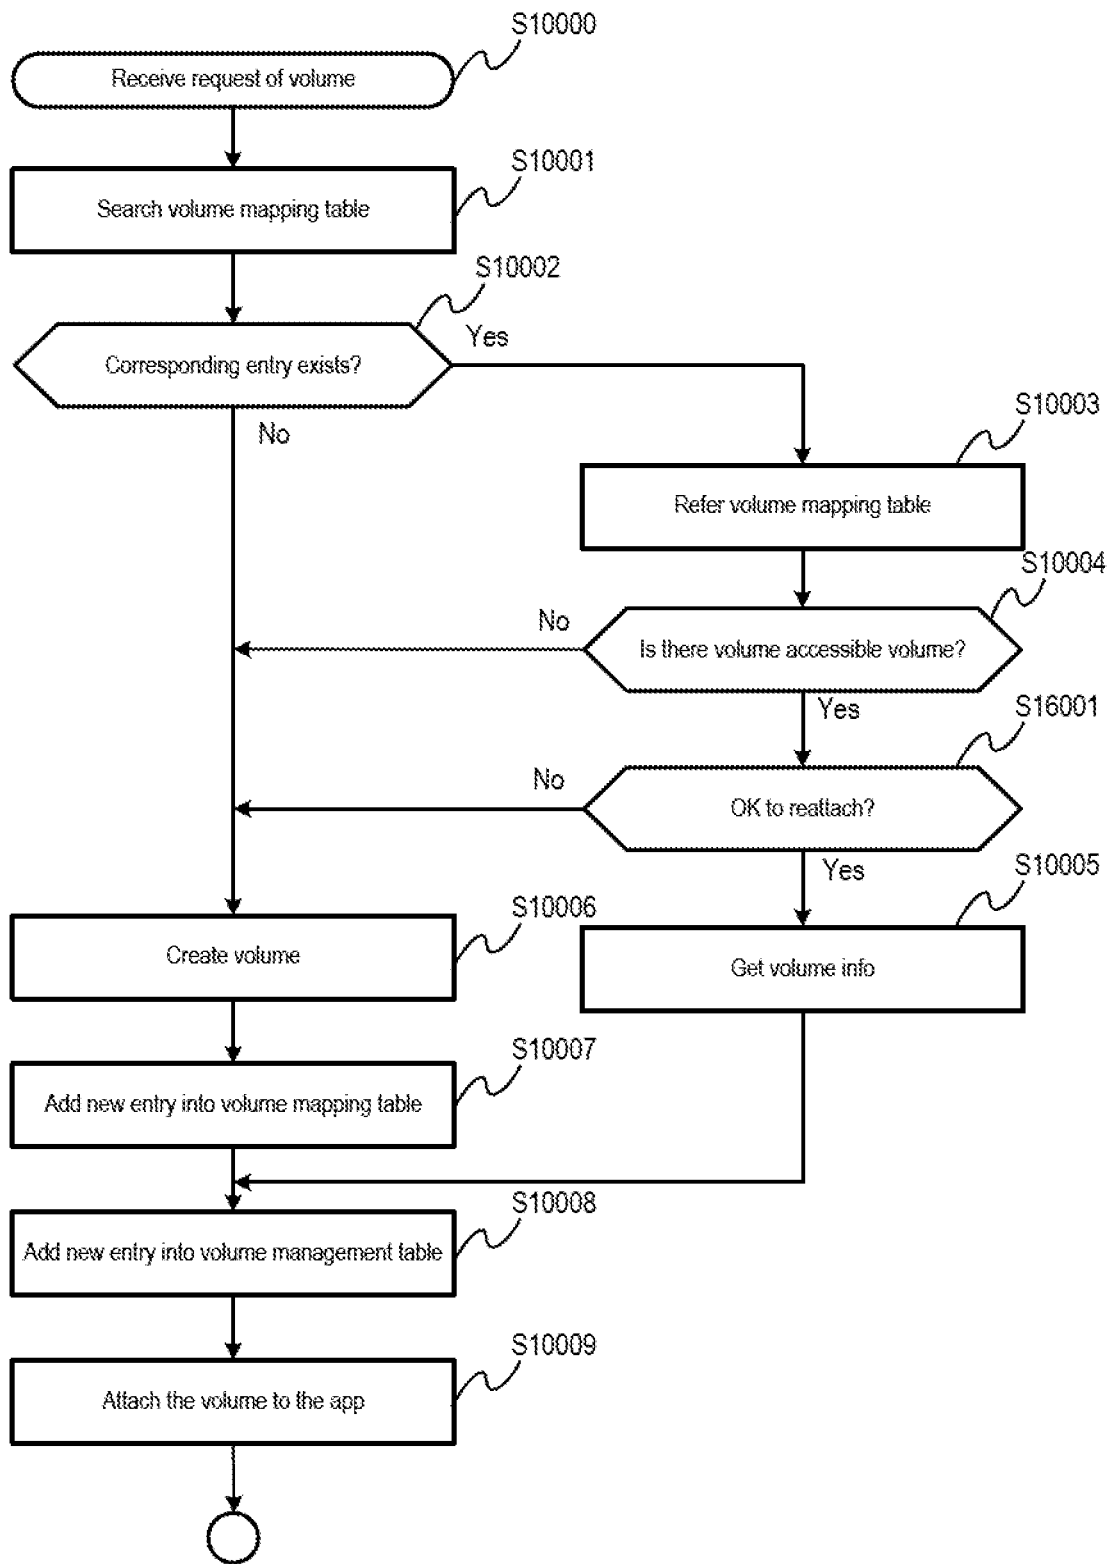 S10000
Receive request of volume
S10001
Search volume mapping table
S10002
Corresponding entry exists?
Yes
No
S10003
Refer volume mapping table
S10004
Is there volume accessible volume?
No
Yes
S16001
OK to reattach?
No
Yes
S10005
Get volume info
S10006
Create volume
S10007
Add new entry into volume mapping table
S10008
Add new entry into volume management table
S10009
Attach the volume to the app